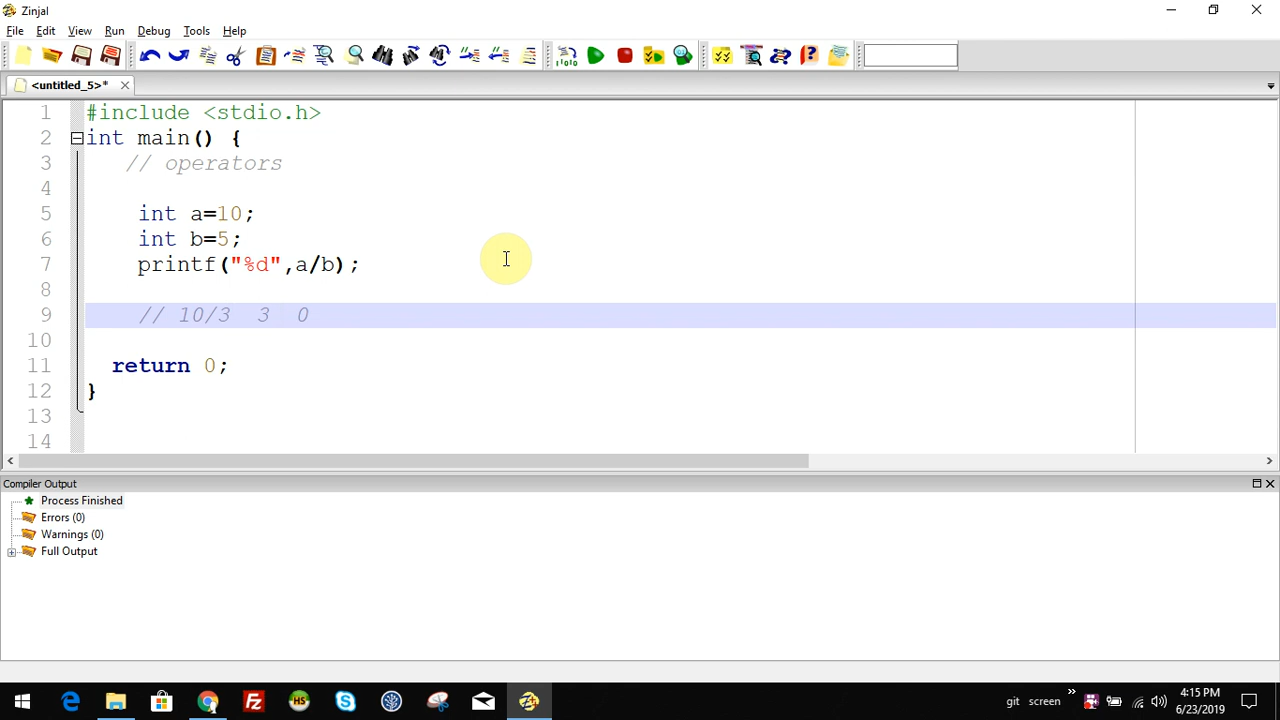 Zinjal
File Edit View Run Debug Tools Help
<untitled_5>*
1 #include <stdio.h>
2 int main() {
3 // operators
4
5 int a=10;
6 int b=5;
7 printf("%d",a/b);
8
9 // 10/3 3 0
10
11 return 0;
12 }
13
14
Compiler Output
Process Finished
Errors (0)
Warnings (0)
Full Output
git screen
4:15 PM
6/23/2019